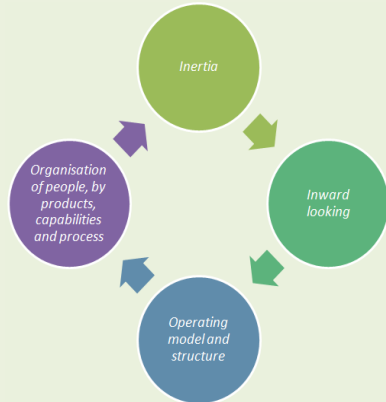 Inertia
Inward
looking
Operating
model and
structure
Organisation
of people, by
products,
capabilities
and process